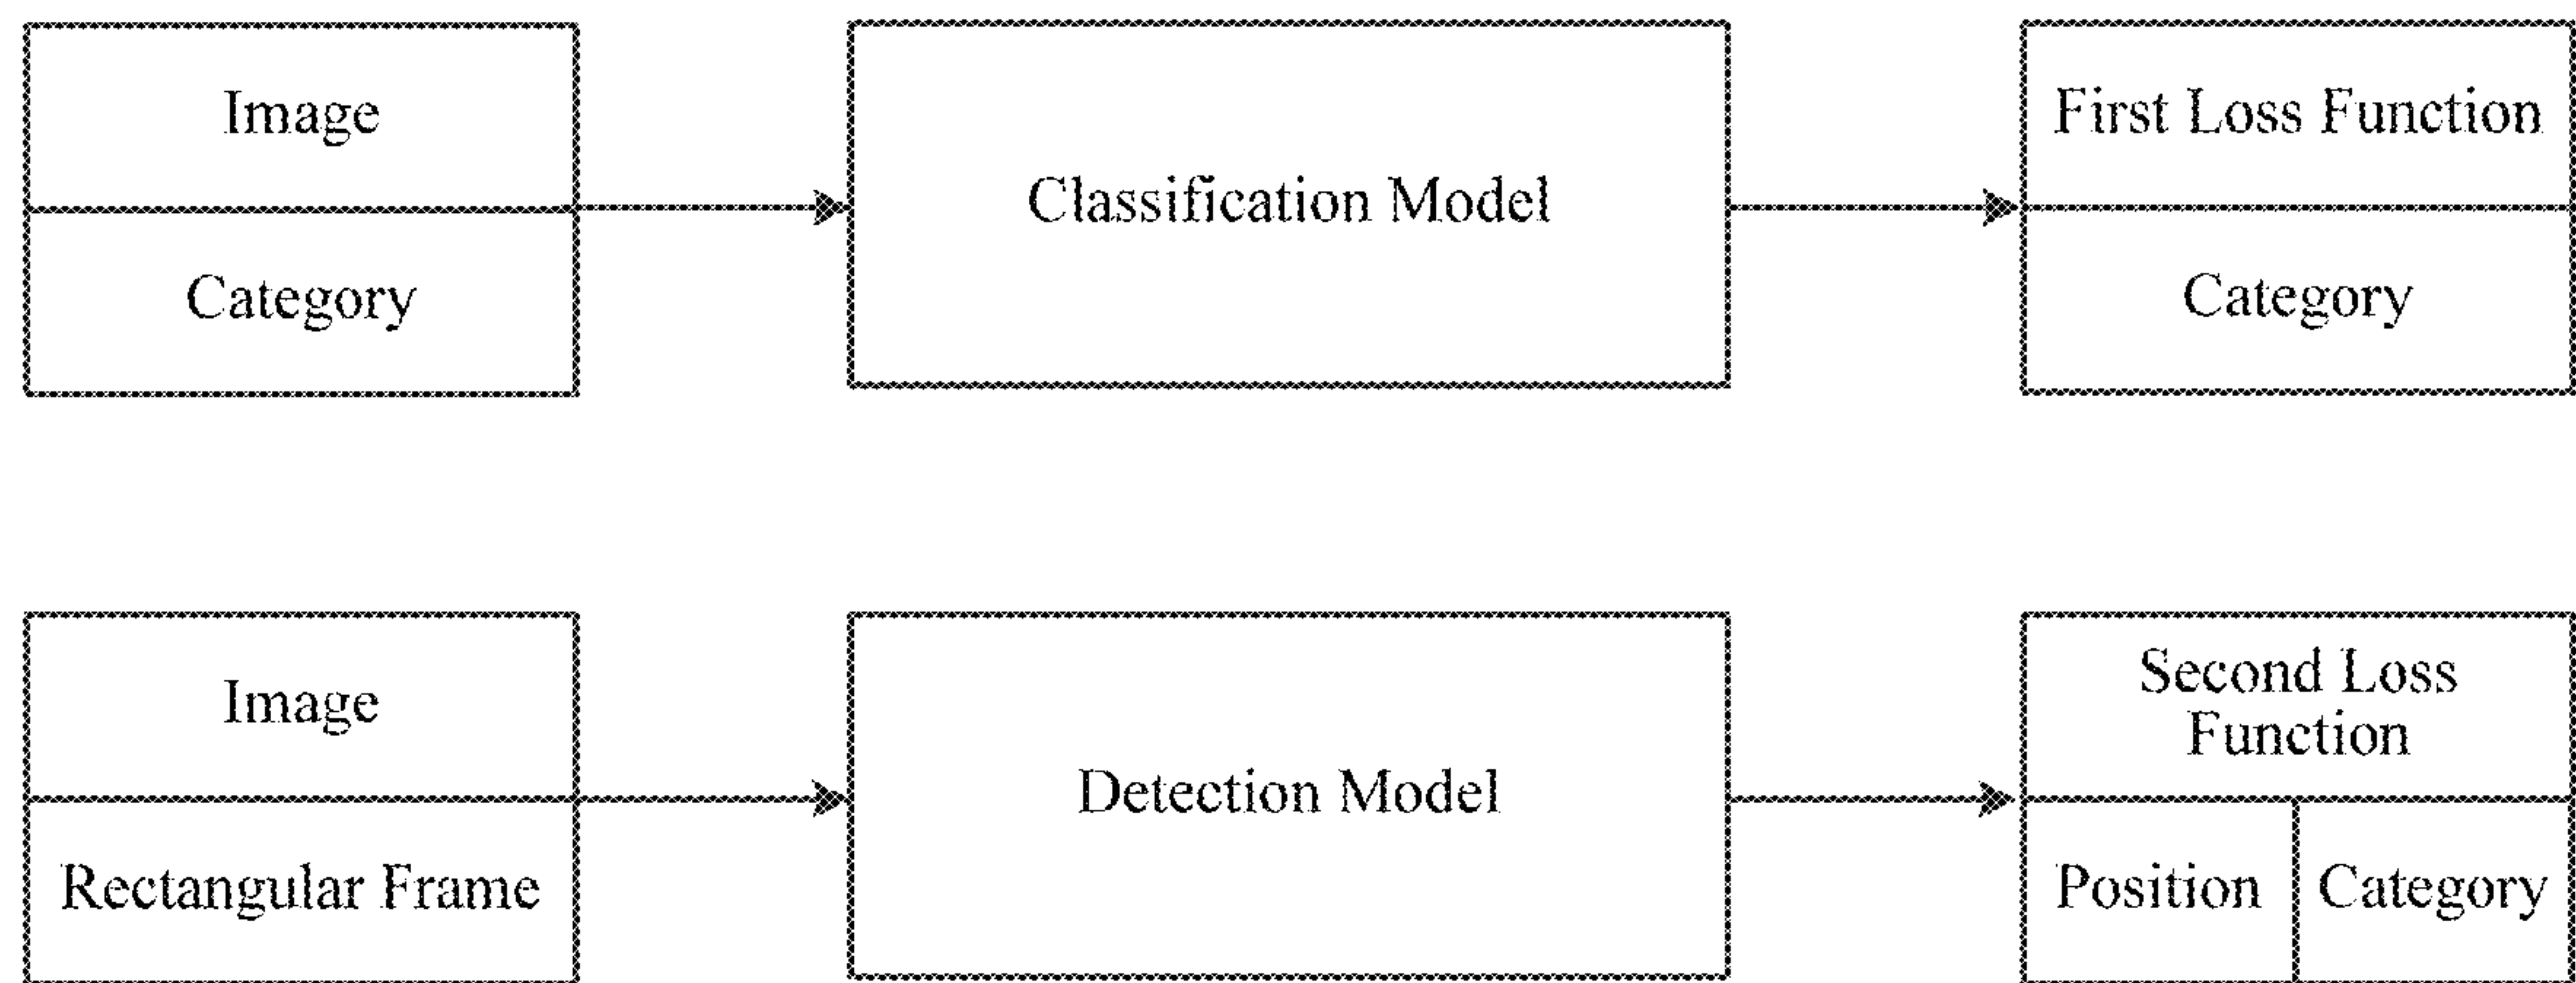 Image
Category
Classification Model
First Loss Function
Category
Image
Rectangular Frame
Detection Model
Second Loss
Function
Position
Category